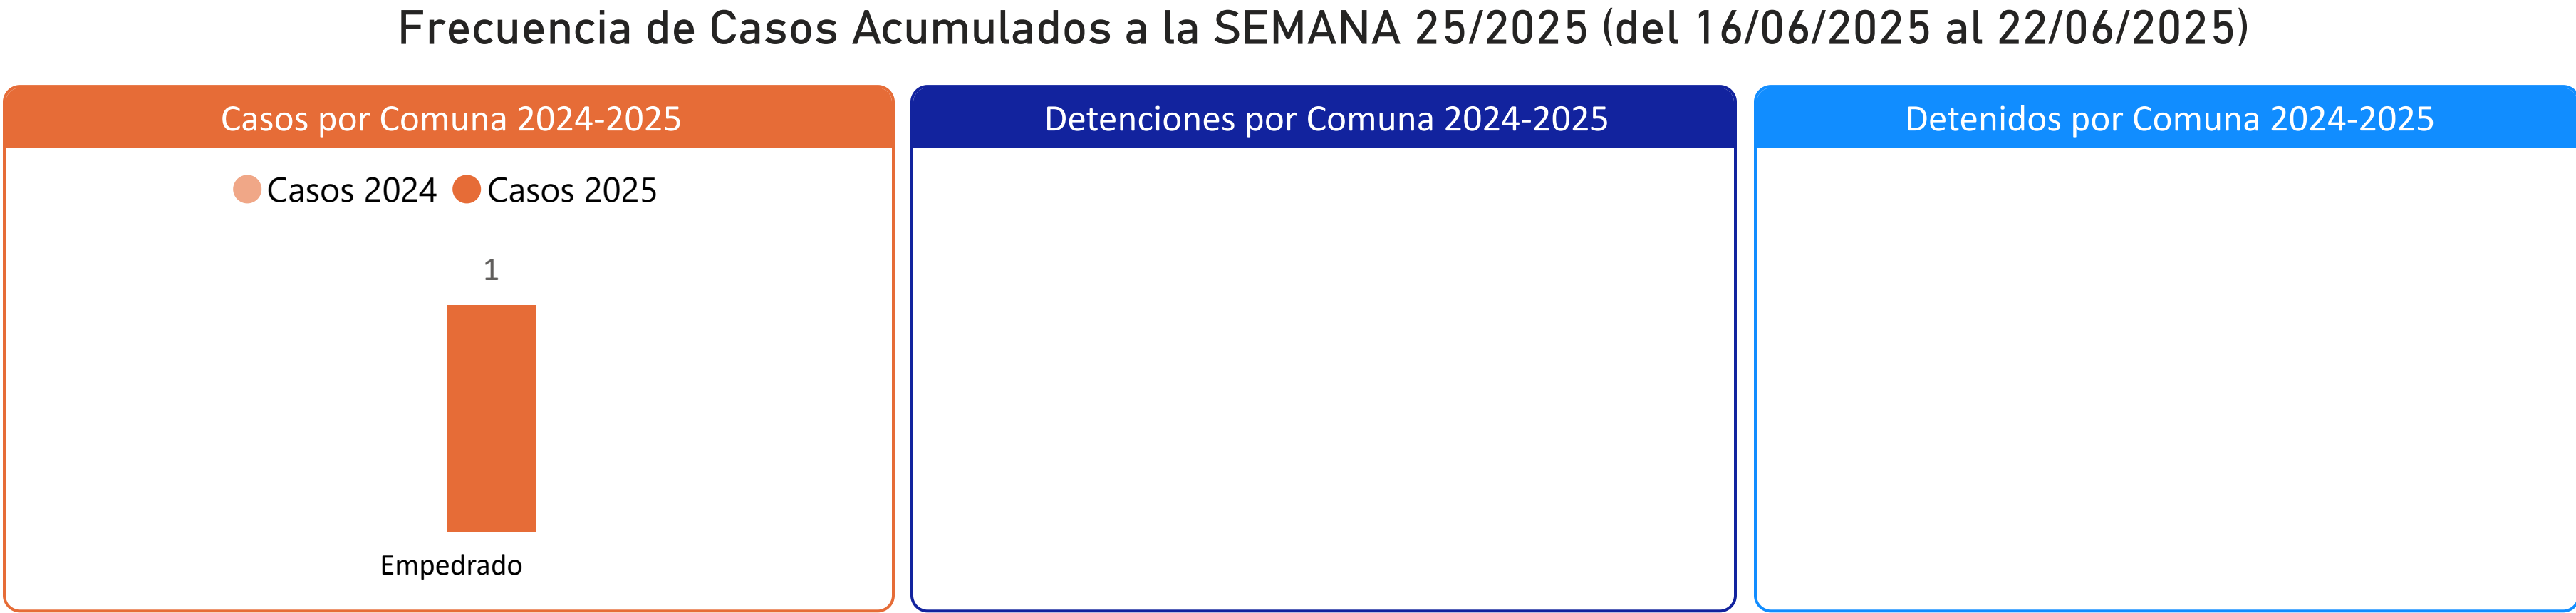 Frecuencia de Casos Acumulados a la SEMANA 25/2025 (del 16/06/2025 al 22/06/2025)
Casos por Comuna 2024-2025
Casos 2024 Casos 2025
1
Empedrado
Detenciones por Comuna 2024-2025
Detenidos por Comuna 2024-2025